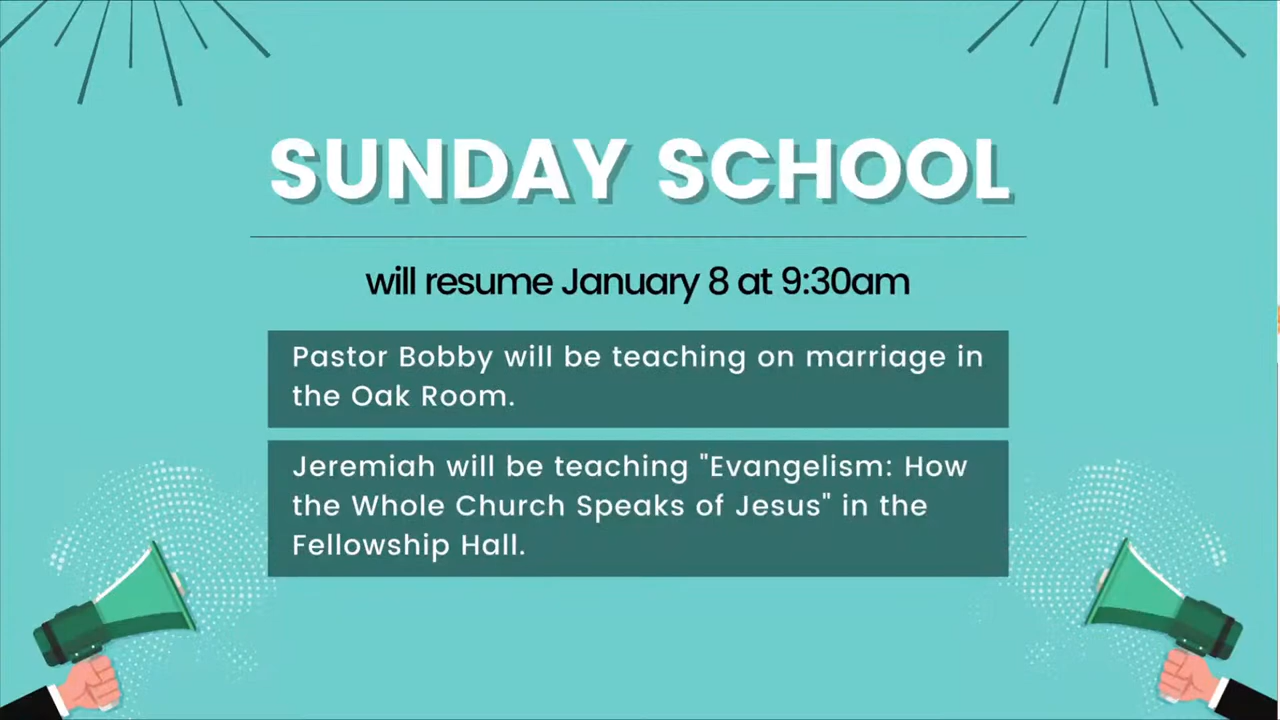 SUNDAY SCHOOL
will resume January 8 at 9:30am
Pastor Bobby will be teaching on marriage in
the Oak Room.
Jeremiah will be teaching "Evangelism: How
the Whole Church Speaks of Jesus" in the
Fellowship Hall.